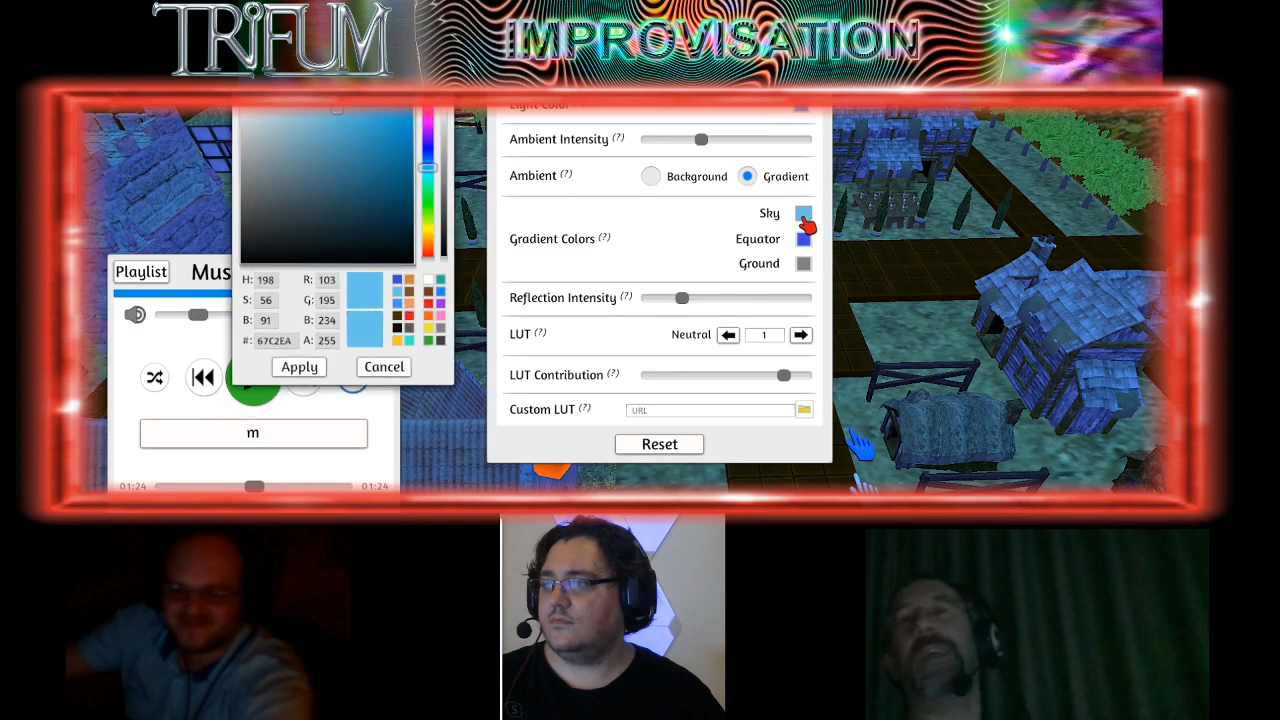 TRIFUM IMPROVISATION
Light Color
Ambient Intensity (?)
Ambient (?) Background Gradient
Sky
Gradient Colors (?) Equator
Ground
Reflection Intensity (?)
LUT (?) Neutral 1
LUT Contribution (?)
Custom LUT (?) URL
Reset
H: 198 R: 103
S: 56 G: 195
B: 91 B: 234
#: 67C2EA A: 255
Apply Cancel
Playlist Mus
m
01:24 01:24